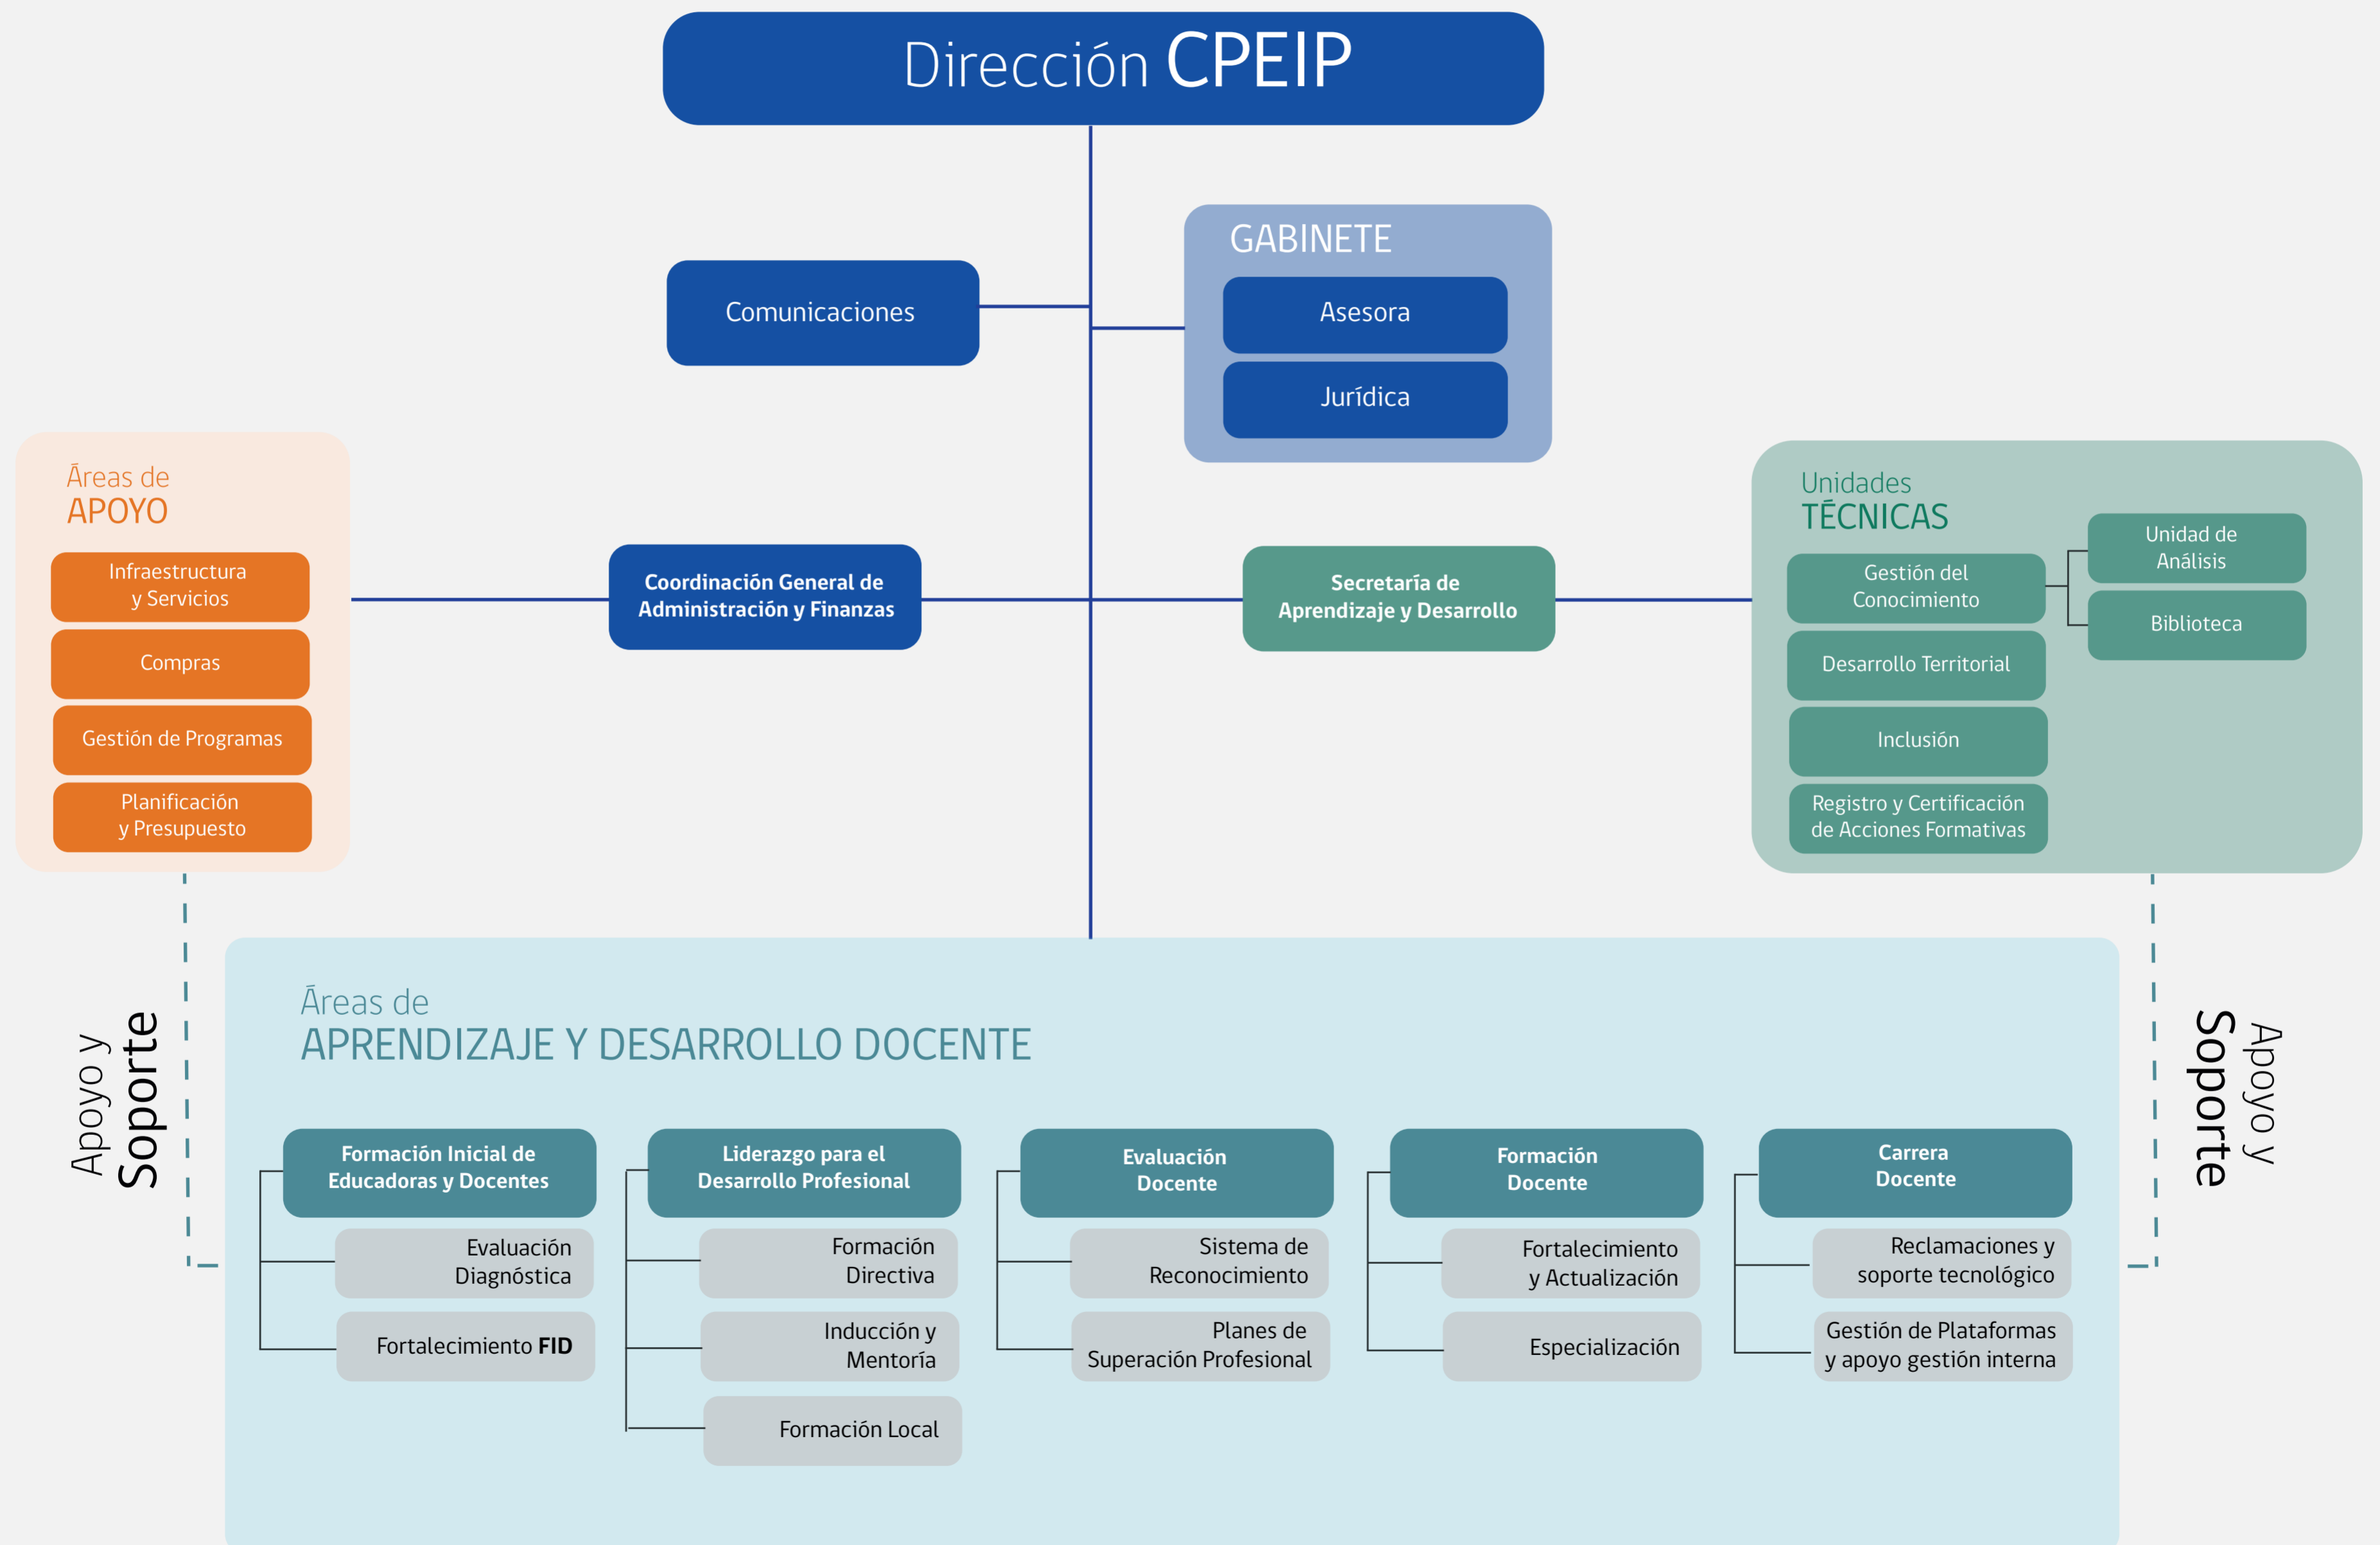 Dirección CPEIP
GABINETE
Comunicaciones
Asesora
Jurídica
Áreas de
APOYO
Infraestructura
y Servicios
Compras
Gestión de Programas
Planificación
y Presupuesto
Coordinación General de
Administración y Finanzas
Secretaría de
Aprendizaje y Desarrollo
Unidades
TÉCNICAS
Gestión del
Conocimiento
Unidad de
Análisis
Biblioteca
Desarrollo Territorial
Inclusión
Registro y Certificación
de Acciones Formativas
Apoyo y
Soporte
Apoyo y
Soporte
Áreas de
APRENDIZAJE Y DESARROLLO DOCENTE
Formación Inicial de
Educadoras y Docentes
Evaluación
Diagnóstica
Fortalecimiento FID
Liderazgo para el
Desarrollo Profesional
Formación
Directiva
Inducción y
Mentoría
Formación Local
Evaluación
Docente
Sistema de
Reconocimiento
Planes de
Superación Profesional
Formación
Docente
Fortalecimiento
y Actualización
Especialización
Carrera
Docente
Reclamaciones y
soporte tecnológico
Gestión de Plataformas
y apoyo gestión interna